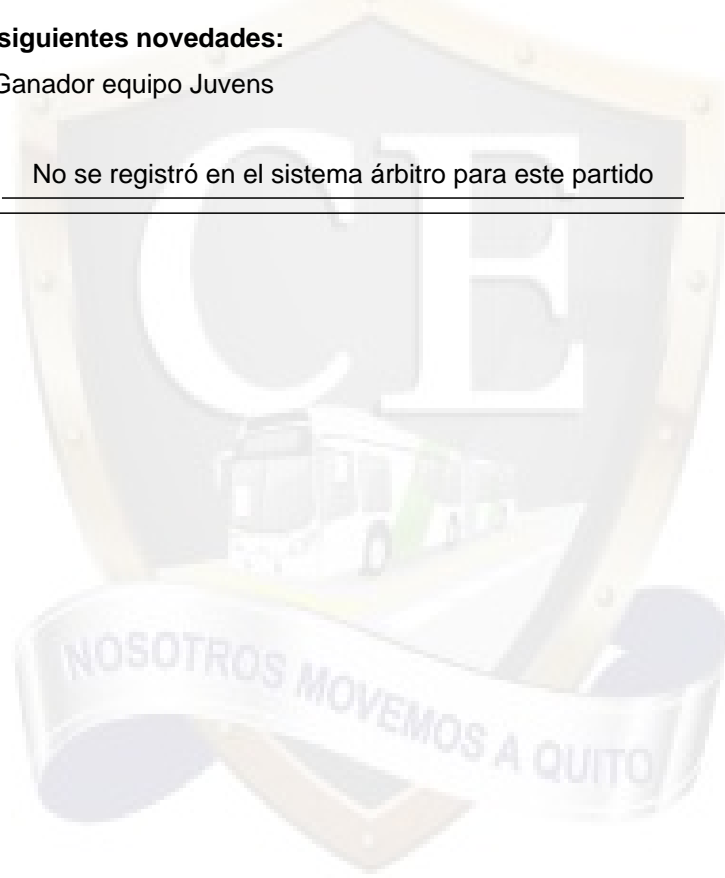 siguientes novedades:
Ganador equipo Juvens
No se registró en el sistema árbitro para este partido
CE
NOSOTROS MOVEMOS A QUITO